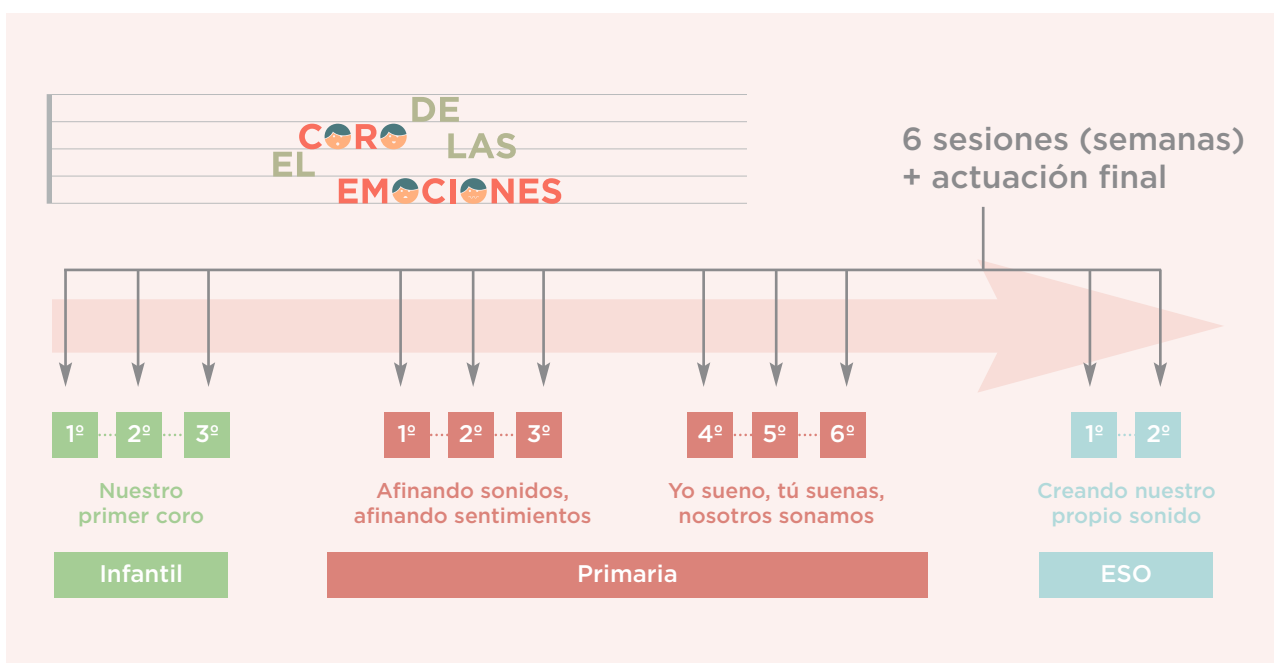 EL CORO DE LAS
EMOCIONES
6 sesiones (semanas)
+ actuación final
1º 2º 3º
1º 2º 3º
4º 5º 6º
1º 2º
Nuestro
primer coro
Afinando sonidos,
afinando sentimientos
Yo sueno, tú suenas,
nosotros sonamos
Creando nuestro
propio sonido
Infantil
Primaria
ESO